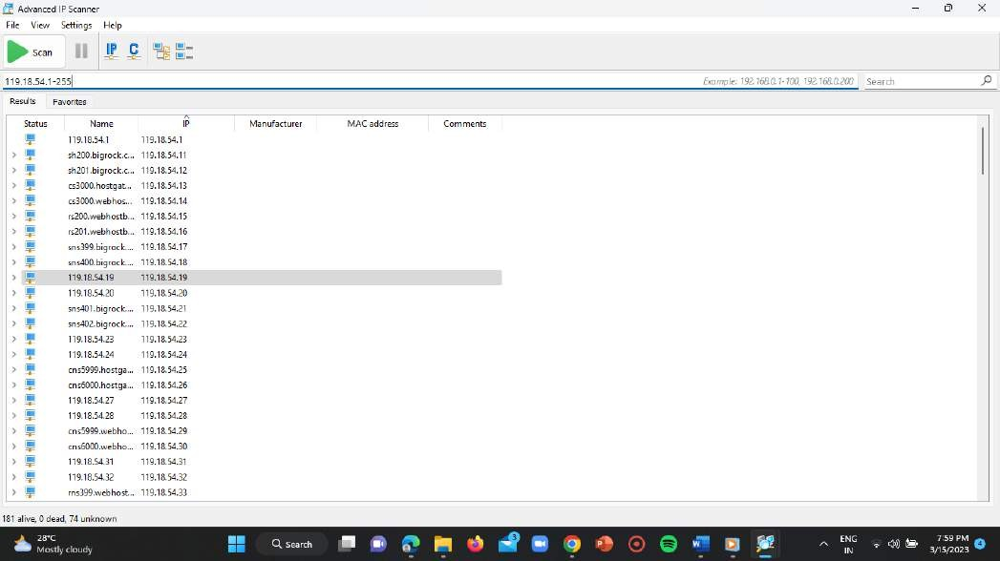 Advanced IP Scanner
File View Settings Help
Scan IP C
119.18.54.1-255 Example: 192.168.0.1-100, 192.168.0.200 Search
Results Favorites
Status Name IP Manufacturer MAC address Comments
119.18.54.1 119.18.54.1
sh200.bigrock.c... 119.18.54.11
sh201.bigrock.c... 119.18.54.12
cs3000.hostgat... 119.18.54.13
cs3000.webhos... 119.18.54.14
rs200.webhostb... 119.18.54.15
rs201.webhostb... 119.18.54.16
sns399.bigrock.... 119.18.54.17
sns400.bigrock.... 119.18.54.18
119.18.54.19 119.18.54.19
119.18.54.20 119.18.54.20
sns401.bigrock.... 119.18.54.21
sns402.bigrock.... 119.18.54.22
119.18.54.23 119.18.54.23
119.18.54.24 119.18.54.24
cns5999.hostga... 119.18.54.25
cns6000.hostga... 119.18.54.26
119.18.54.27 119.18.54.27
119.18.54.28 119.18.54.28
cns5999.webho... 119.18.54.29
cns6000.webho... 119.18.54.30
119.18.54.31 119.18.54.31
119.18.54.32 119.18.54.32
rns399.webhost... 119.18.54.33
181 alive, 0 dead, 74 unknown
28°C
Mostly cloudy
Search
3
ENG
IN
7:59 PM
3/15/2023
4